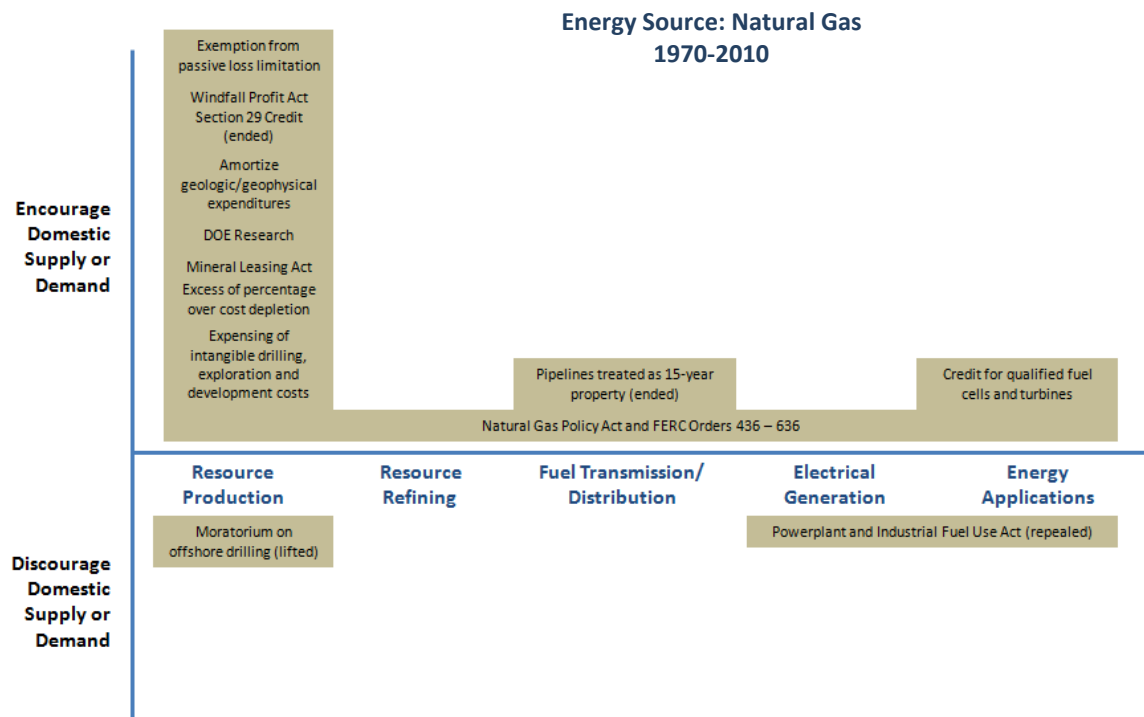 Energy Source: Natural Gas
1970-2010
Encourage
Domestic
Supply or
Demand
Exemption from
passive loss limitation
Windfall Profit Act
Section 29 Credit
(ended)
Amortize
geologic/geophysical
expenditures
DOE Research
Mineral Leasing Act
Excess of percentage
over cost depletion
Expensing of
intangible drilling,
exploration and
development costs
Pipelines treated as 15-year
property (ended)
Credit for qualified fuel
cells and turbines
Natural Gas Policy Act and FERC Orders 436 – 636
Resource
Production
Resource
Refining
Fuel Transmission/
Distribution
Electrical
Generation
Energy
Applications
Discourage
Domestic
Supply or
Demand
Moratorium on
offshore drilling (lifted)
Powerplant and Industrial Fuel Use Act (repealed)